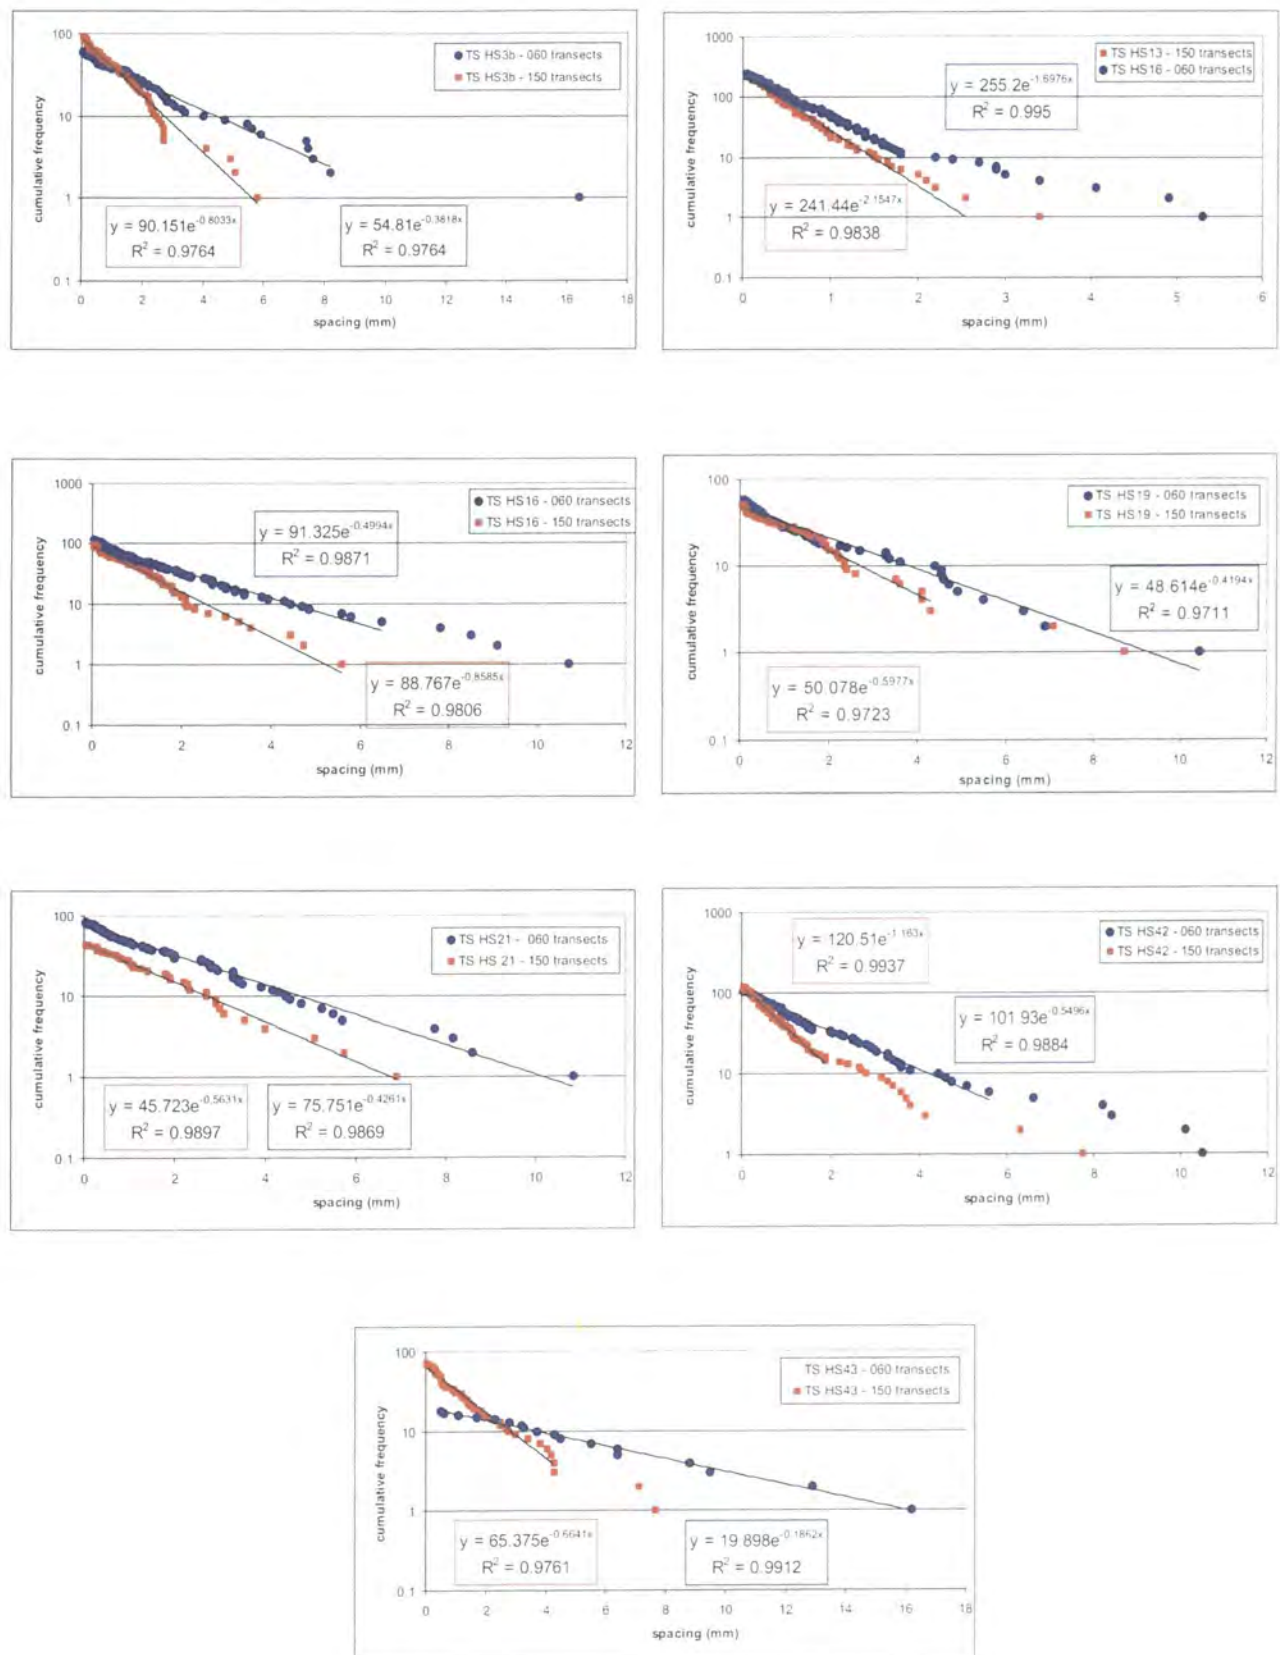 100
10
1
0.1
cumulative frequency
TS HS3b - 060 transects
TS HS3b - 150 transects
y = 90.151e^-0.8033x
R² = 0.9764
y = 54.81e^-0.3818x
R² = 0.9764
0 2 4 6 8 10 12 14 16 18
spacing (mm)
1000
100
10
1
0.1
cumulative frequency
TS HS13 - 150 transects
TS HS16 - 060 transects
y = 255.2e^-1.6976x
R² = 0.995
y = 241.44e^-2.1547x
R² = 0.9838
0 1 2 3 4 5 6
spacing (mm)
1000
100
10
1
0.1
cumulative frequency
TS HS16 - 060 transects
TS HS16 - 150 transects
y = 91.325e^-0.4994x
R² = 0.9871
y = 88.767e^-0.8585x
R² = 0.9806
0 2 4 6 8 10 12
spacing (mm)
100
10
1
0.1
cumulative frequency
TS HS19 - 060 transects
TS HS19 - 150 transects
y = 48.614e^-0.4194x
R² = 0.9711
y = 50.078e^-0.5977x
R² = 0.9723
0 2 4 6 8 10 12
spacing (mm)
100
10
1
0.1
cumulative frequency
TS HS21 - 060 transects
TS HS 21 - 150 transects
y = 45.723e^-0.5631x
R² = 0.9897
y = 75.751e^-0.4261x
R² = 0.9869
0 2 4 6 8 10 12
spacing (mm)
1000
100
10
1
cumulative frequency
TS HS42 - 060 transects
TS HS42 - 150 transects
y = 120.51e^-1.163x
R² = 0.9937
y = 101.93e^-0.5496x
R² = 0.9884
0 2 4 6 8 10 12
spacing (mm)
100
10
1
0.1
cumulative frequency
TS HS43 - 060 transects
TS HS43 - 150 transects
y = 65.375e^-0.6641x
R² = 0.9761
y = 19.898e^-0.1862x
R² = 0.9912
0 2 4 6 8 10 12 14 16 18
spacing (mm)